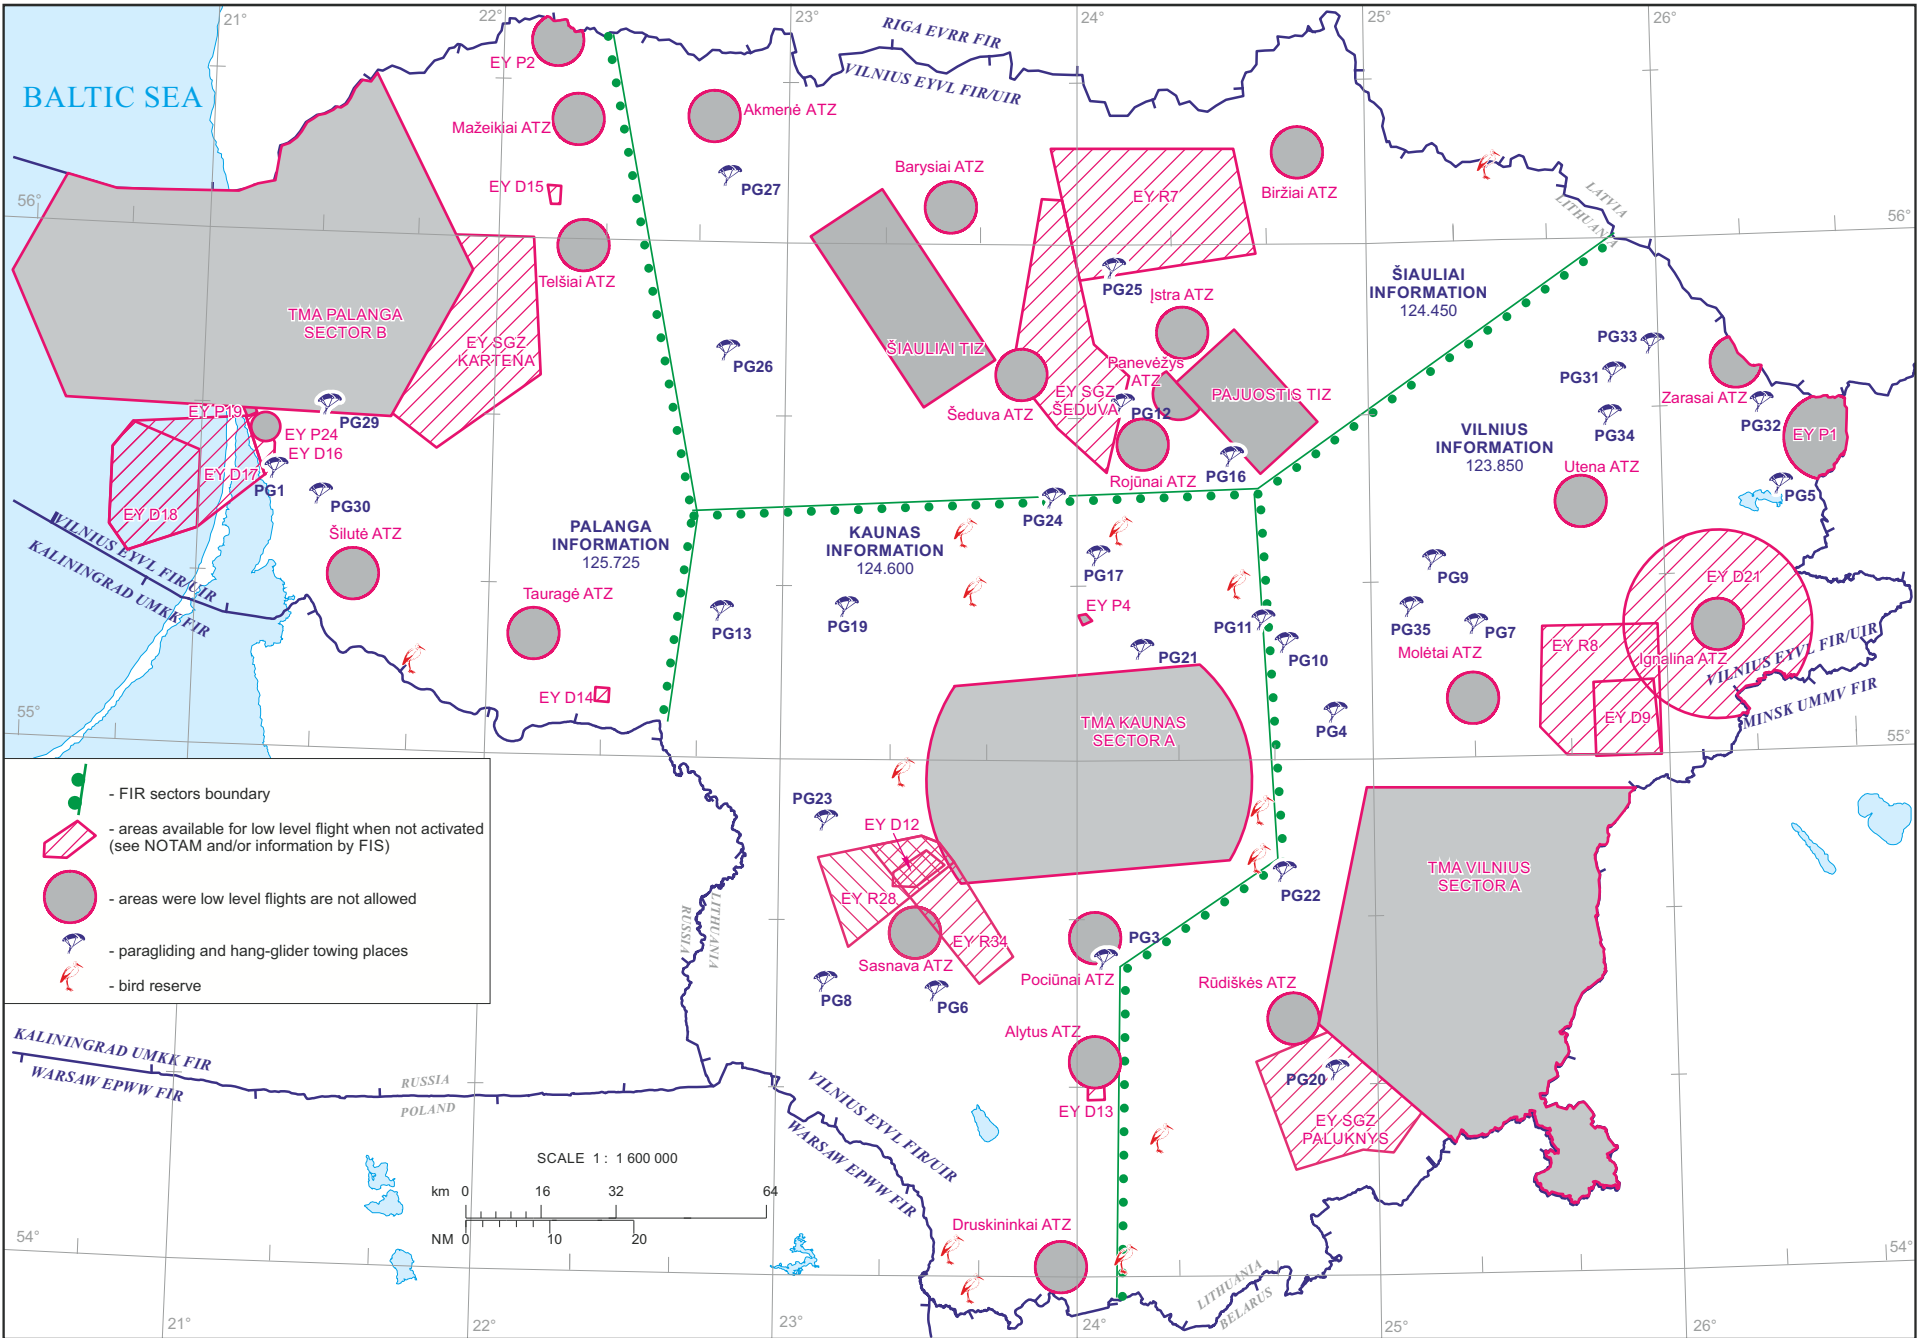 21°
22°
23°
24°
25°
26°
RIGA EVRR FIR
VILNIUS EYVL FIR/UIR
BALTIC SEA
EY P2
Mažeikiai ATZ
Akmenė ATZ
PG27
EY D15
Telšiai ATZ
Barysiai ATZ
EY R7
Biržiai ATZ
LATVIA
LITHUANIA
56°
56°
TMA PALANGA
SECTOR B
EY SGZ
KARTENA
PG26
ŠIAULIAI TIZ
PG25
Įstra ATZ
ŠIAULIAI
INFORMATION
124.450
PG33
PG31
Zarasai ATZ
PG32
PG34
EY P1
Panevėžys
ATZ
EY SGZ
ŠEDUVA
Šeduva ATZ
PG12
PAJUOSTIS TIZ
Rojūnai ATZ
PG16
VILNIUS
INFORMATION
123.850
Utena ATZ
PG5
EY P19
PG29
EY P24
EY D16
EY D17
PG1
EY D18
PG30
Šilutė ATZ
VILNIUS EYVL FIR/UIR
KALININGRAD UMKK FIR
PALANGA
INFORMATION
125.725
KAUNAS
INFORMATION
124.600
PG24
PG17
EY P4
PG9
EY D21
Tauragė ATZ
PG13
PG19
PG21
PG11
PG10
PG35
PG7
Molėtai ATZ
EY R8
Ignalina ATZ
EY D9
VILNIUS EYVL FIR/UIR
MINSK UMMV FIR
EY D14
PG4
TMA KAUNAS
SECTOR A
55°
55°
- FIR sectors boundary
- areas available for low level flight when not activated
(see NOTAM and/or information by FIS)
- areas were low level flights are not allowed
- paragliding and hang-glider towing places
- bird reserve
PG23
EY D12
EY R28
EY R34
Sasnava ATZ
PG8
PG6
PG3
Pociūnai ATZ
PG22
TMA VILNIUS
SECTOR A
RUSSIA
LITHUANIA
Rūdiškės ATZ
Alytus ATZ
EY D13
PG20
EY SGZ
PALUKNYS
KALININGRAD UMKK FIR
WARSAW EPWW FIR
RUSSIA
POLAND
VILNIUS EYVL FIR/UIR
WARSAW EPWW FIR
SCALE 1 : 1 600 000
km 0 16 32 64
NM 0 10 20
Druskininkai ATZ
LITHUANIA
BELARUS
54°
54°
21°
22°
23°
24°
25°
26°